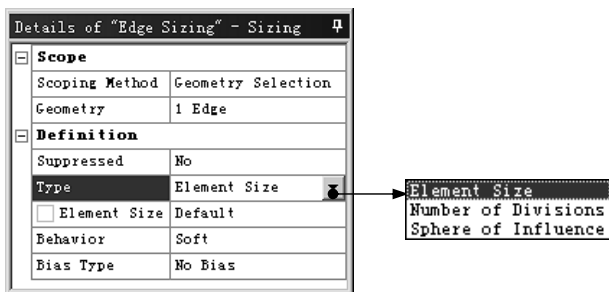 Details of "Edge Sizing" - Sizing
Scope
Scoping Method Geometry Selection
Geometry 1 Edge
Definition
Suppressed No
Type Element Size
Element Size Default
Behavior Soft
Bias Type No Bias
Element Size
Number of Divisions
Sphere of Influence